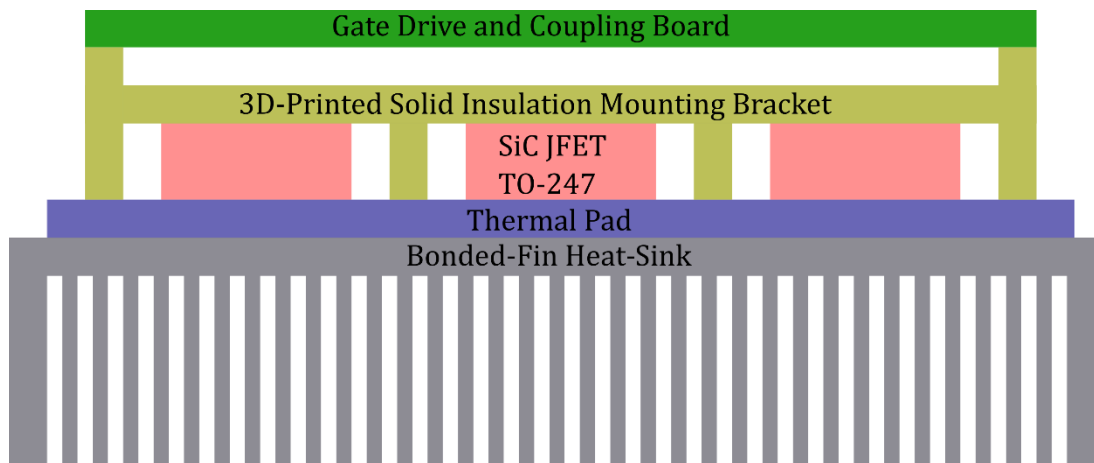 Gate Drive and Coupling Board
3D-Printed Solid Insulation Mounting Bracket
SiC JFET
TO-247
Thermal Pad
Bonded-Fin Heat-Sink